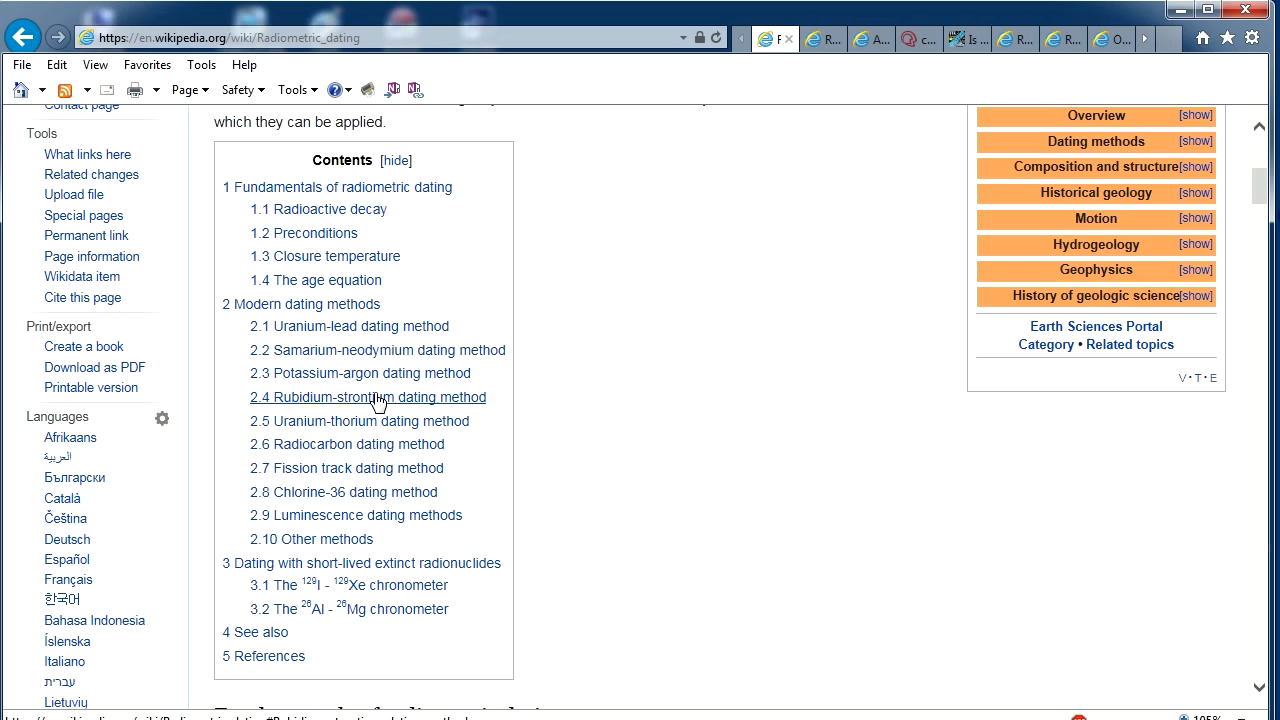 https://en.wikipedia.org/wiki/Radiometric_dating
F
R...
A...
c...
Is ...
R...
R...
O...
File Edit View Favorites Tools Help
Page Safety Tools
Contact page
Tools
What links here
Related changes
Upload file
Special pages
Permanent link
Page information
Wikidata item
Cite this page
Print/export
Create a book
Download as PDF
Printable version
Languages
Afrikaans
العربية
Български
Català
Čeština
Deutsch
Español
Français
한국어
Bahasa Indonesia
Íslenska
Italiano
עברית
Lietuvių
which they can be applied.
Contents [hide]
1 Fundamentals of radiometric dating
1.1 Radioactive decay
1.2 Preconditions
1.3 Closure temperature
1.4 The age equation
2 Modern dating methods
2.1 Uranium-lead dating method
2.2 Samarium-neodymium dating method
2.3 Potassium-argon dating method
2.4 Rubidium-strontium dating method
2.5 Uranium-thorium dating method
2.6 Radiocarbon dating method
2.7 Fission track dating method
2.8 Chlorine-36 dating method
2.9 Luminescence dating methods
2.10 Other methods
3 Dating with short-lived extinct radionuclides
3.1 The 129I - 129Xe chronometer
3.2 The 26Al - 26Mg chronometer
4 See also
5 References
Overview [show]
Dating methods [show]
Composition and structure[show]
Historical geology [show]
Motion [show]
Hydrogeology [show]
Geophysics [show]
History of geologic science[show]
Earth Sciences Portal
Category • Related topics
V · T · E
105%